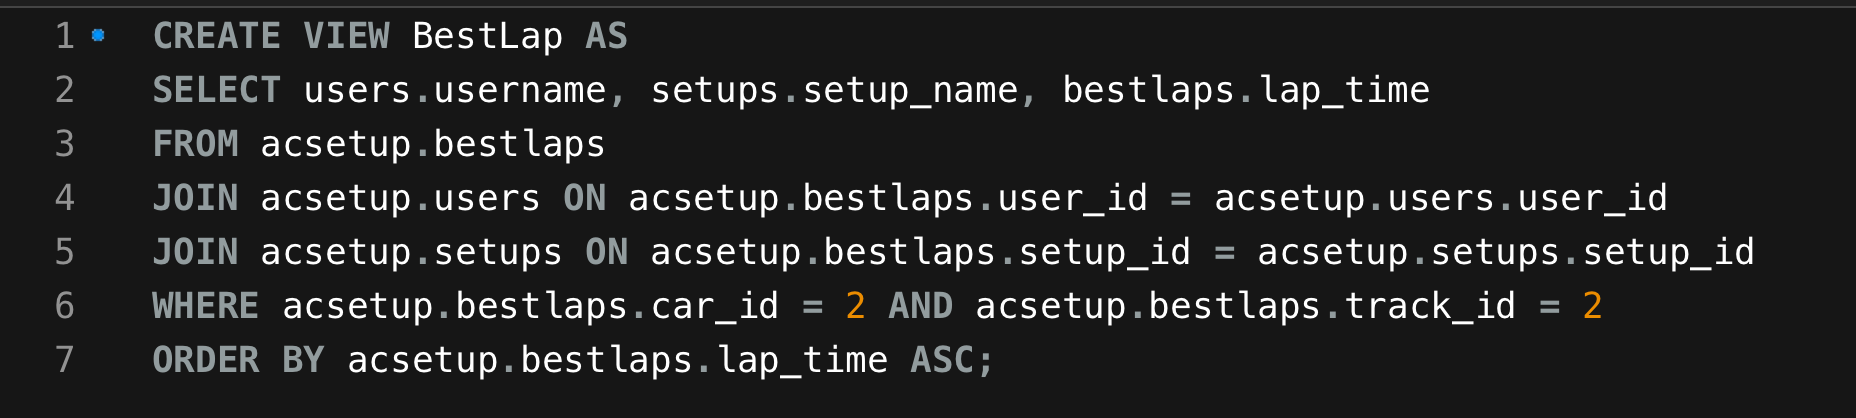 1 CREATE VIEW BestLap AS
2 SELECT users.username, setups.setup_name, bestlaps.lap_time
3 FROM acsetup.bestlaps
4 JOIN acsetup.users ON acsetup.bestlaps.user_id = acsetup.users.user_id
5 JOIN acsetup.setups ON acsetup.bestlaps.setup_id = acsetup.setups.setup_id
6 WHERE acsetup.bestlaps.car_id = 2 AND acsetup.bestlaps.track_id = 2
7 ORDER BY acsetup.bestlaps.lap_time ASC;